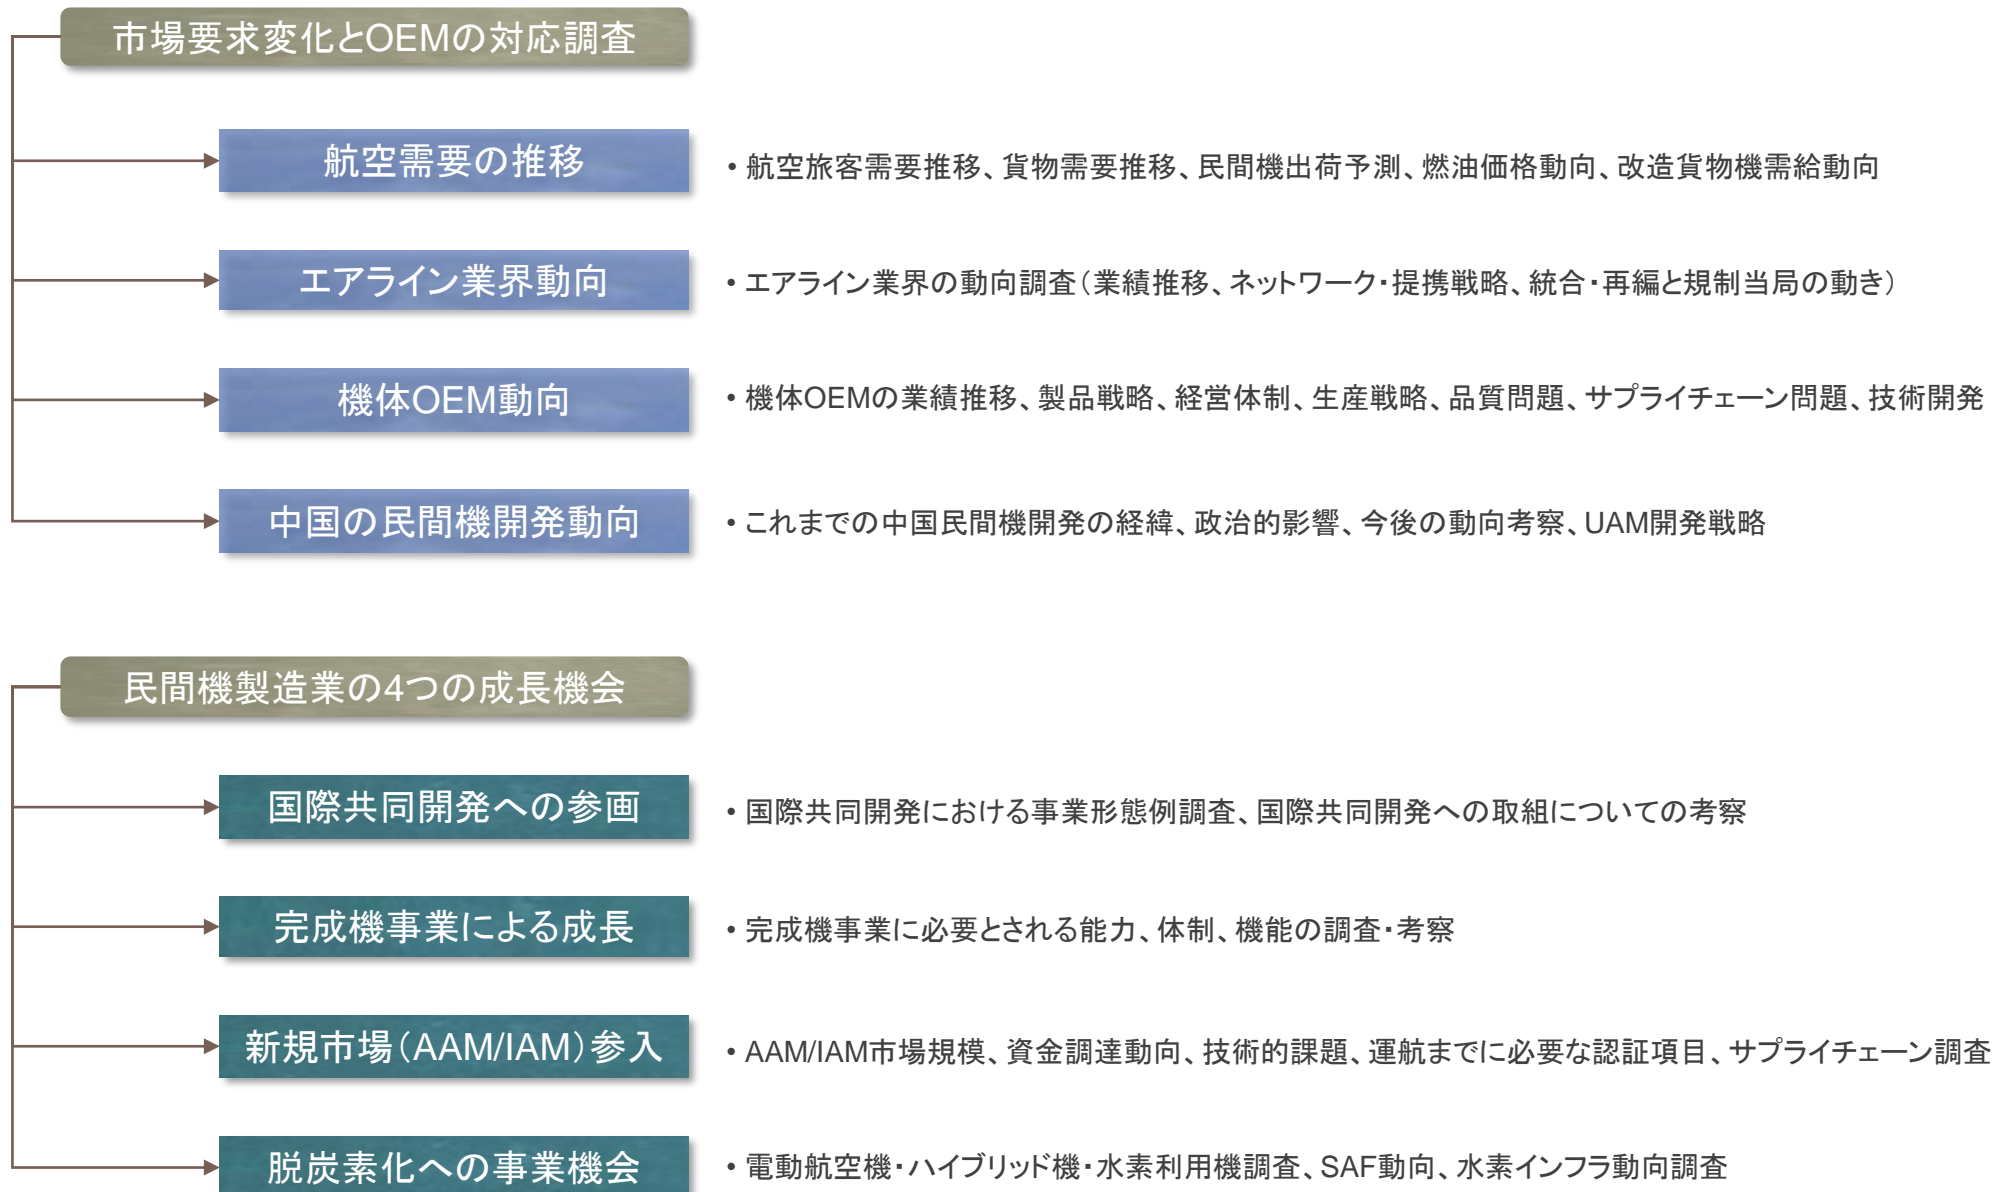 市場要求変化とOEMの対応調査
航空需要の推移
• 航空旅客需要推移、貨物需要推移、民間機出荷予測、燃油価格動向、改造貨物機需給動向
エアライン業界動向
• エアライン業界の動向調査（業績推移、ネットワーク・提携戦略、統合・再編と規制当局の動き）
機体OEM動向
• 機体OEMの業績推移、製品戦略、経営体制、生産戦略、品質問題、サプライチェーン問題、技術開発
中国の民間機開発動向
• これまでの中国民間機開発の経緯、政治的影響、今後の動向考察、UAM開発戦略
民間機製造業の4つの成長機会
国際共同開発への参画
• 国際共同開発における事業形態例調査、国際共同開発への取組についての考察
完成機事業による成長
• 完成機事業に必要とされる能力、体制、機能の調査・考察
新規市場（AAM/IAM）参入
• AAM/IAM市場規模、資金調達動向、技術的課題、運航までに必要な認証項目、サプライチェーン調査
脱炭素化への事業機会
• 電動航空機・ハイブリッド機・水素利用機調査、SAF動向、水素インフラ動向調査